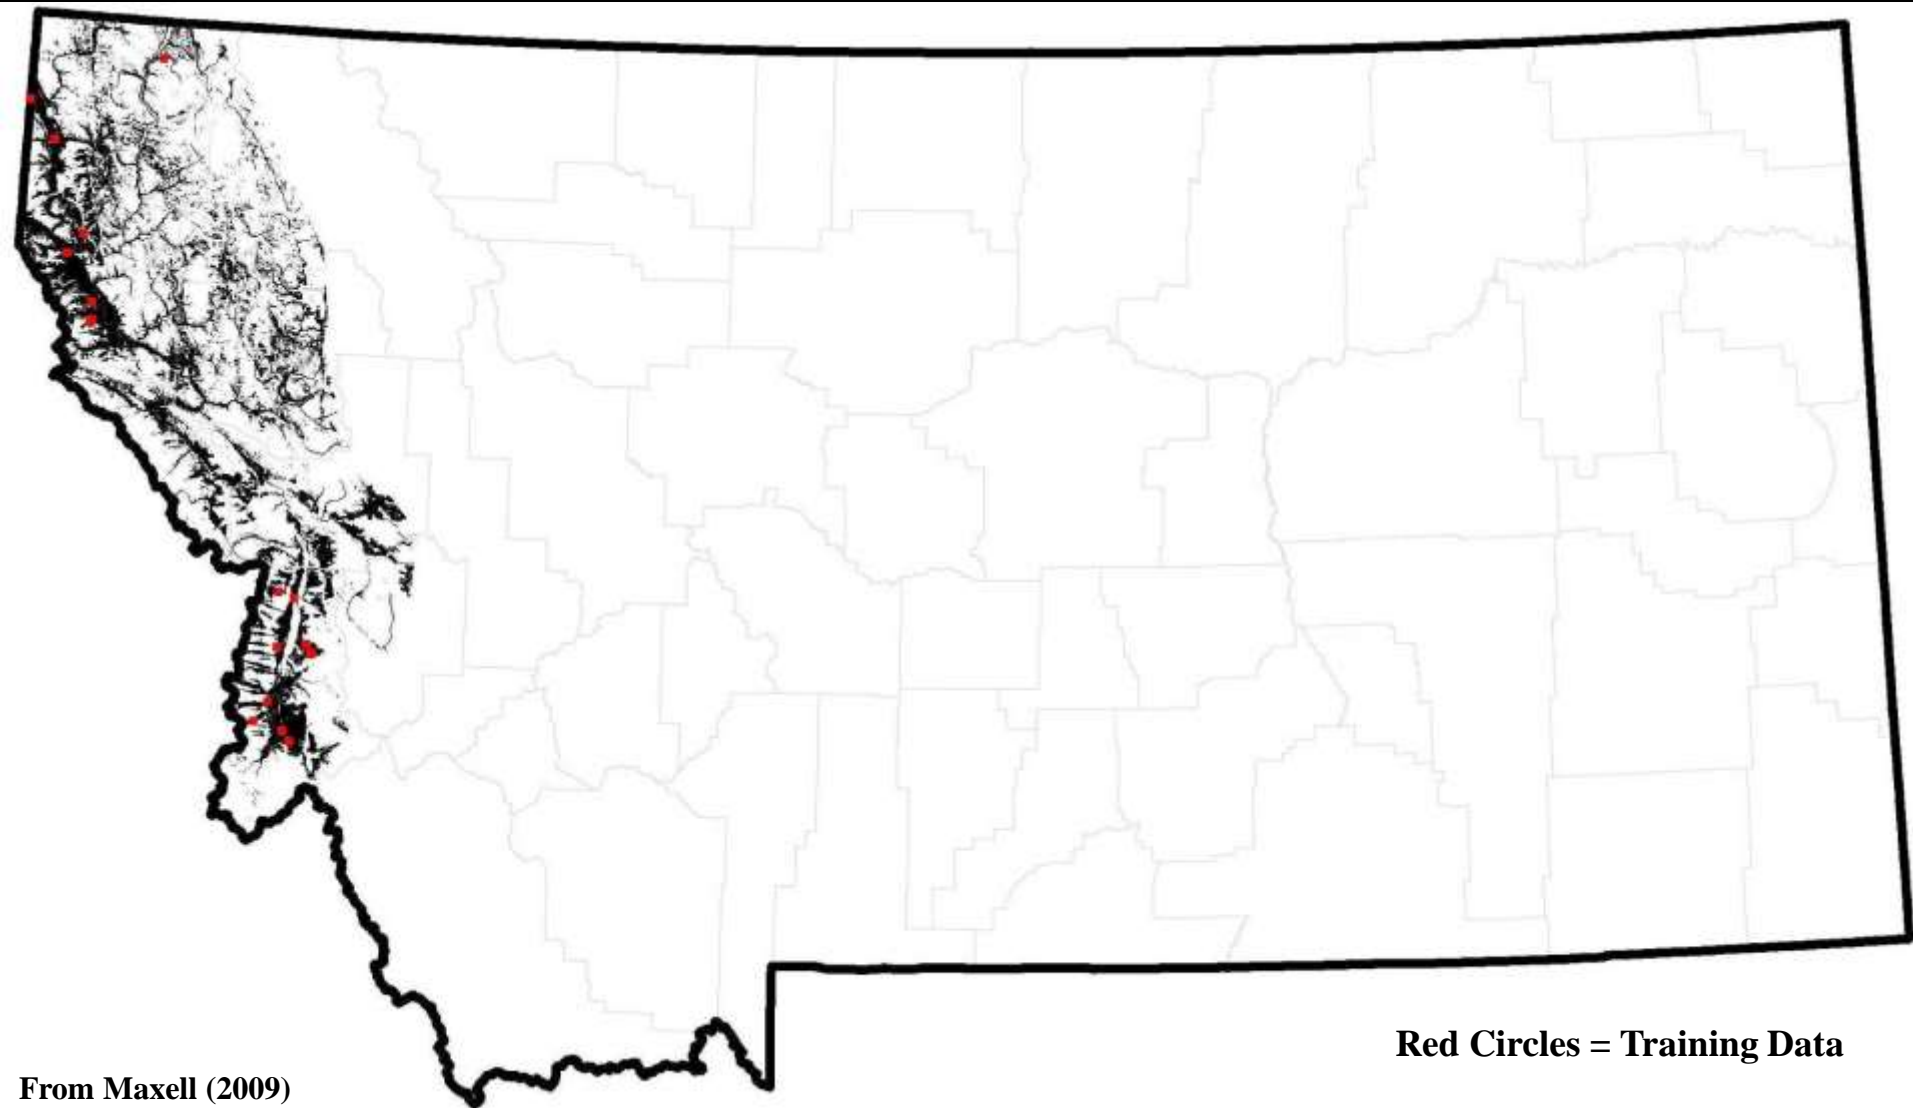 Red Circles = Training Data
From Maxell (2009)